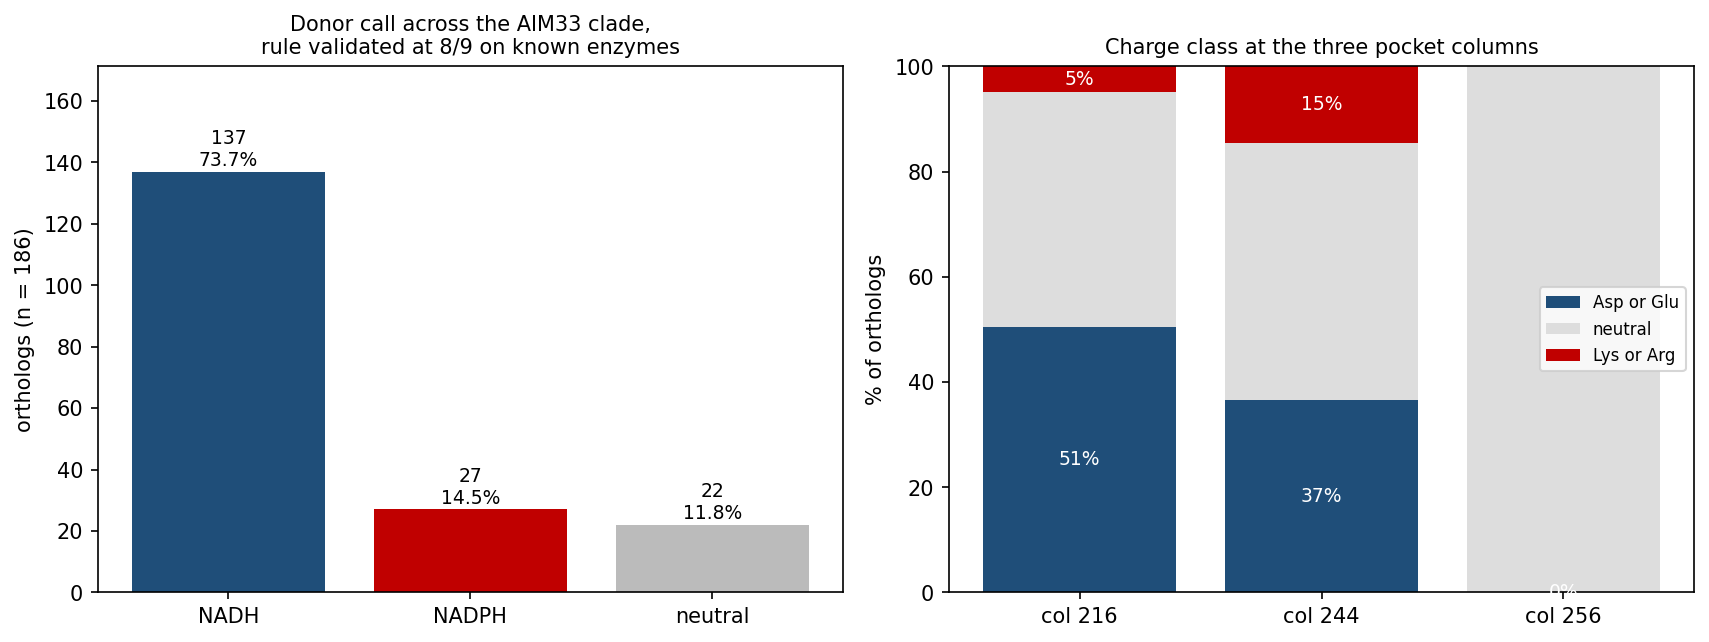 Donor call across the AIM33 clade,
rule validated at 8/9 on known enzymes
orthologs (n = 186)
160
140
120
100
80
60
40
20
0
137
73.7%
27
14.5%
22
11.8%
NADH
NADPH
neutral
Charge class at the three pocket columns
% of orthologs
100
80
60
40
20
0
5%
51%
15%
37%
0%
Asp or Glu
neutral
Lys or Arg
col 216
col 244
col 256